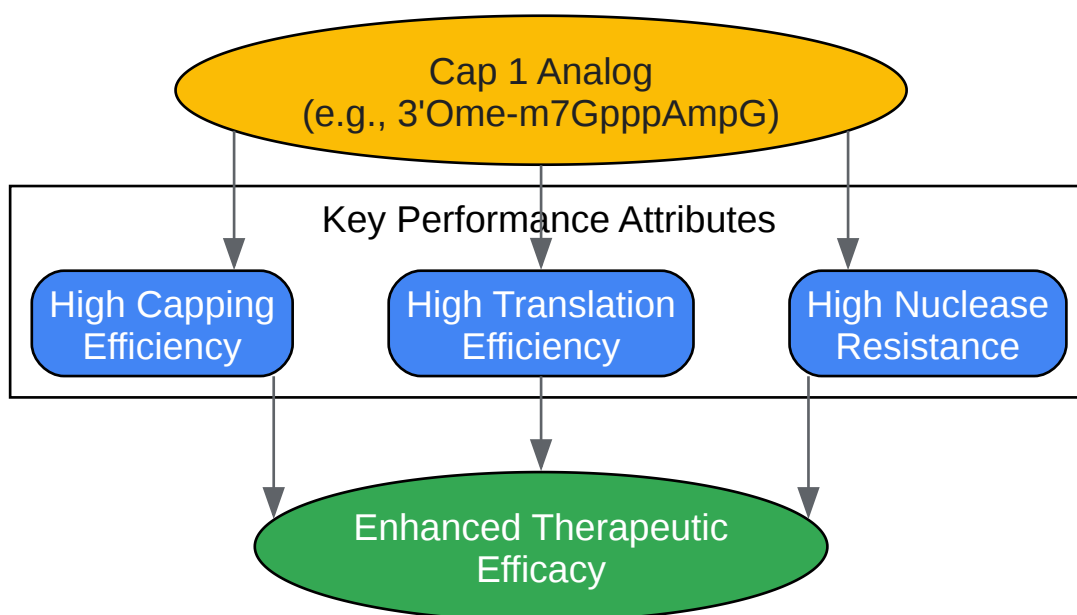 Cap 1 Analog
(e.g., 3'Ome-m7GpppAmpG)
Key Performance Attributes
High Capping
Efficiency
High Translation
Efficiency
High Nuclease
Resistance
Enhanced Therapeutic
Efficacy